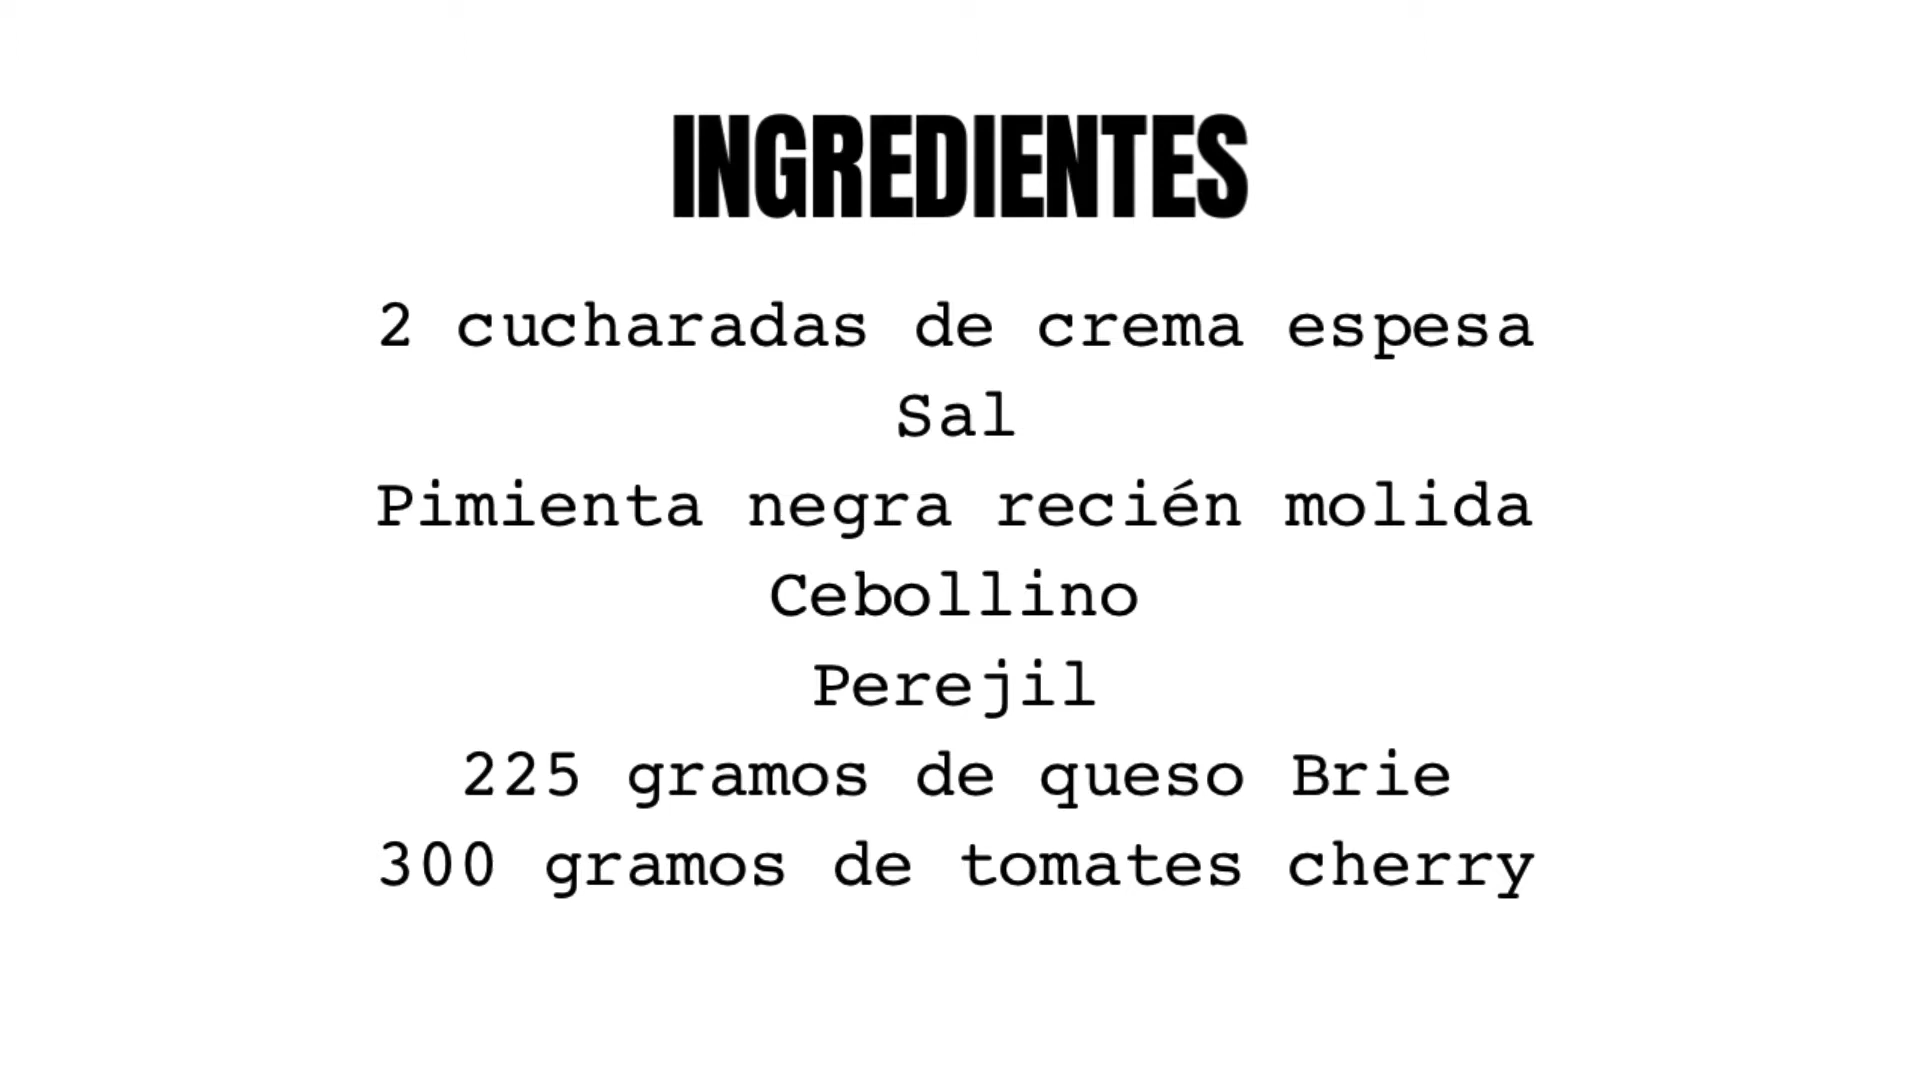 INGREDIENTES
2 cucharadas de crema espesa
Sal
Pimienta negra recién molida
Cebollino
Perejil
225 gramos de queso Brie
300 gramos de tomates cherry